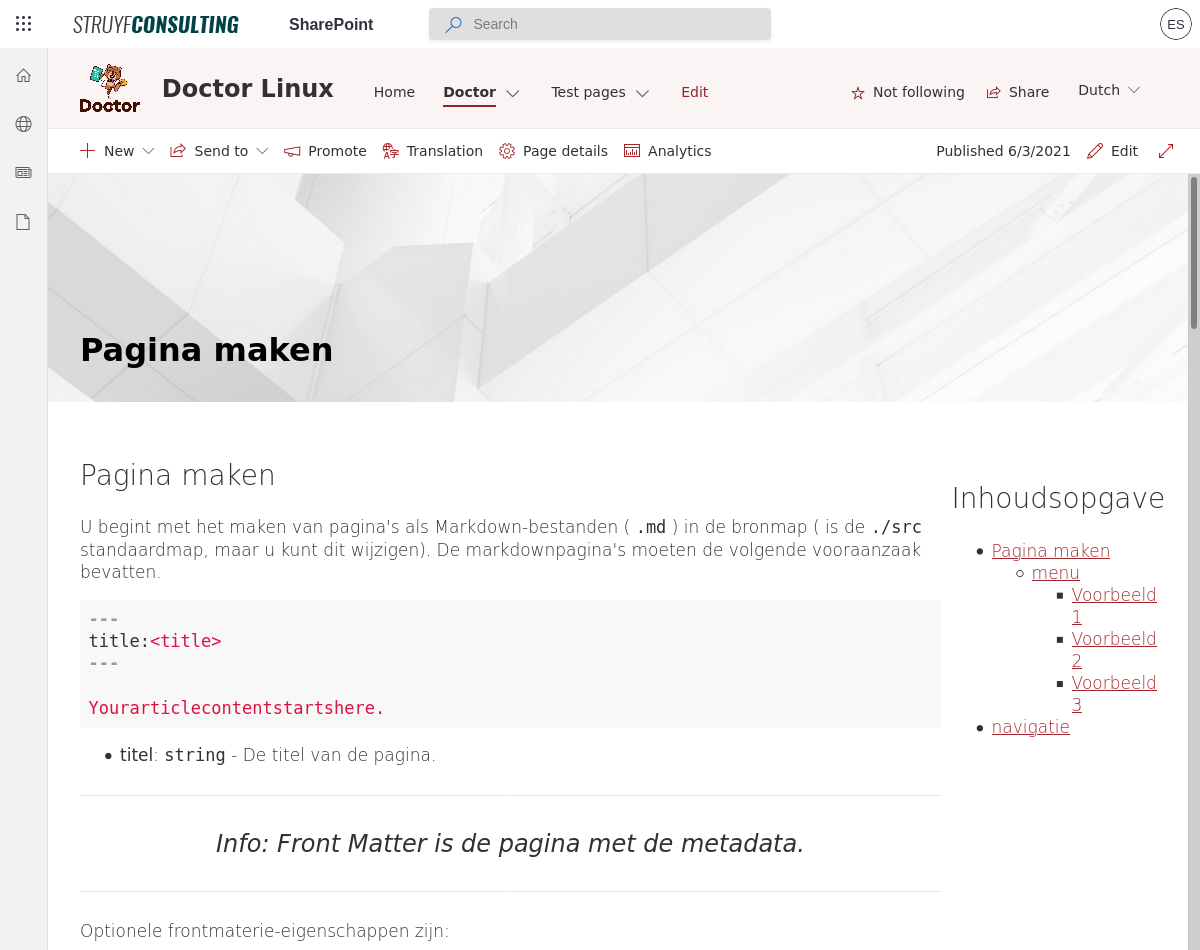 STRUYFCONSULTING
SharePoint
Search
ES
Doctor
Doctor Linux
Home
Doctor
Test pages
Edit
Not following
Share
Dutch
New
Send to
Promote
Translation
Page details
Analytics
Published 6/3/2021
Edit
Pagina maken
Pagina maken
U begint met het maken van pagina's als Markdown-bestanden ( .md ) in de bronmap ( is de ./src
standaardmap, maar u kunt dit wijzigen). De markdownpagina's moeten de volgende vooraanzaak
bevatten.
---
title:<title>
---
Yourarticlecontentstartshere.
• titel: string - De titel van de pagina.
Info: Front Matter is de pagina met de metadata.
Optionele frontmaterie-eigenschappen zijn:
Inhoudsopgave
Pagina maken
menu
Voorbeeld
1
Voorbeeld
2
Voorbeeld
3
navigatie